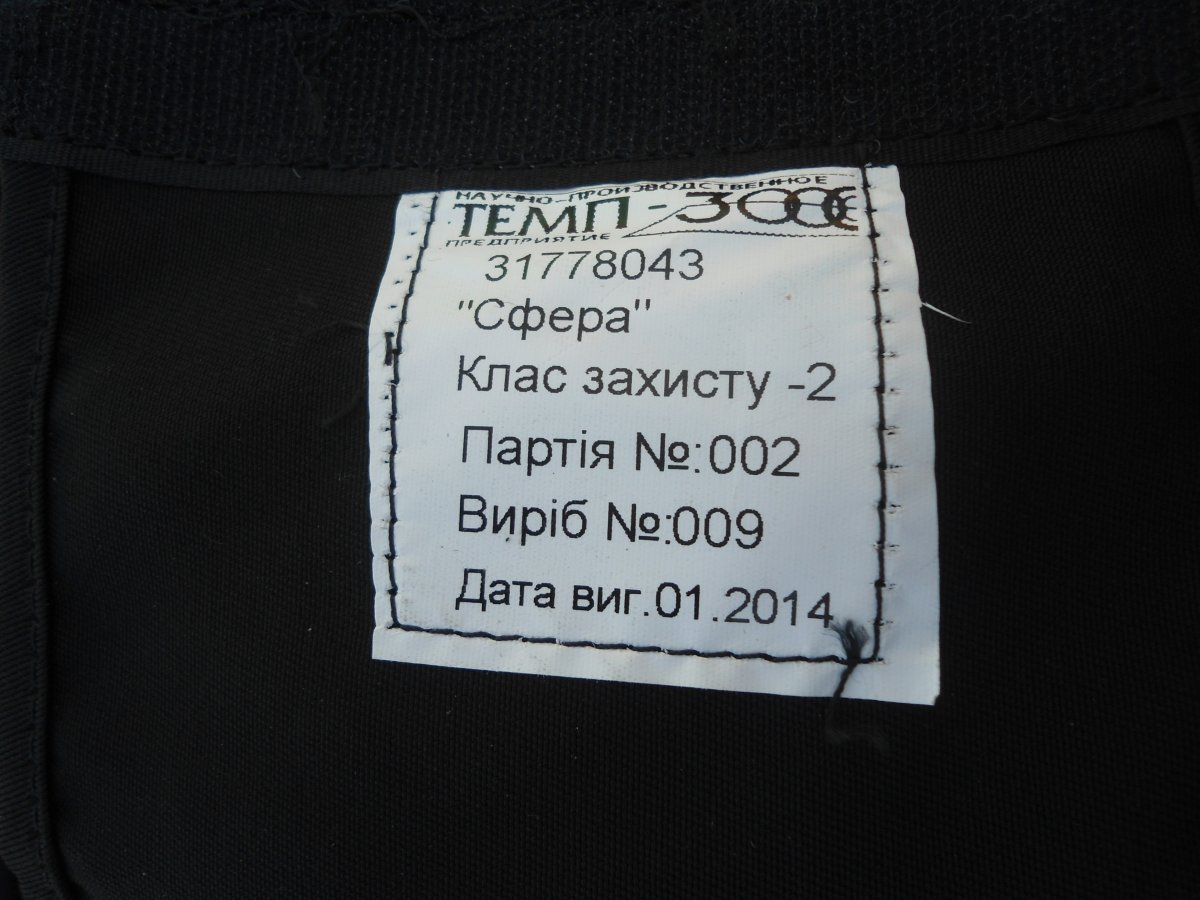 НАУЧНО-ПРОИЗВОДСТВЕННОЕ
ТЕМП-3000
ПРЕДПРИЯТИЕ
31778043
"Сфера"
Клас захисту -2
Партія №:002
Виріб №:009
Дата виг.01.2014